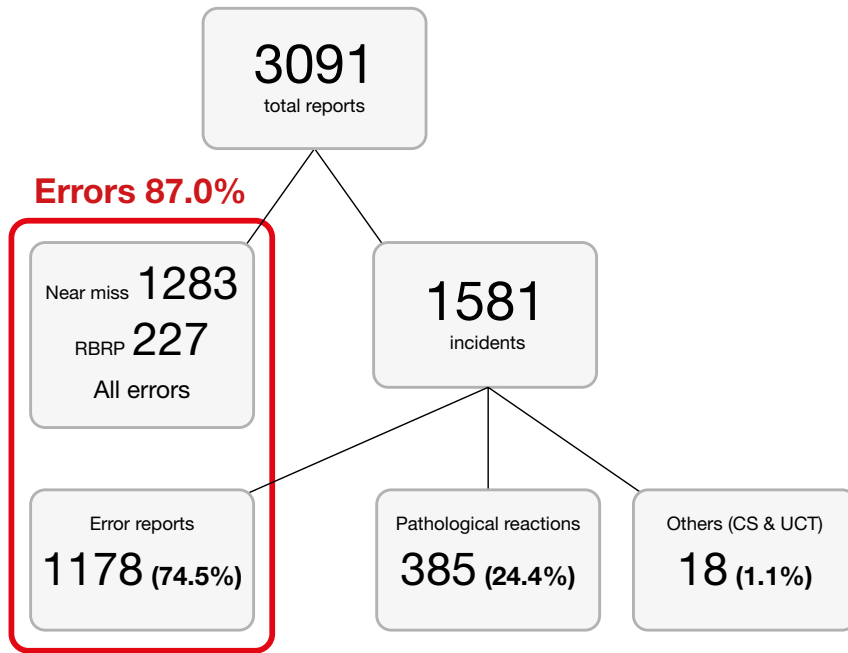 3091
total reports
Errors 87.0%
Near miss 1283
RBRP 227
All errors
1581
incidents
Error reports
1178 (74.5%)
Pathological reactions
385 (24.4%)
Others (CS & UCT)
18 (1.1%)